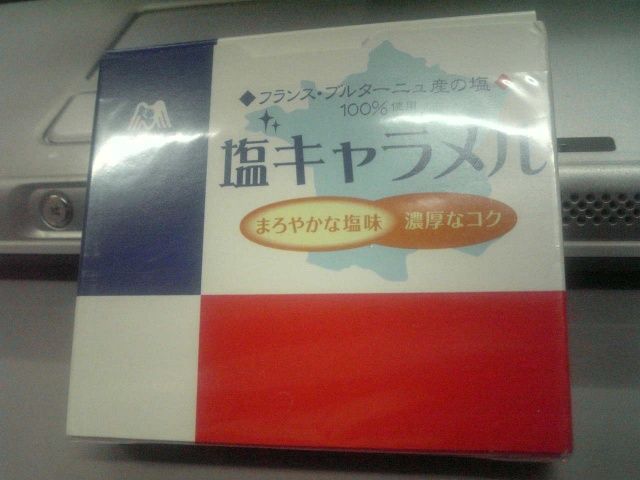 ◆フランス・ブルターニュ産の塩◆
100%使用
塩キャラメル
まろやかな塩味 濃厚なコク